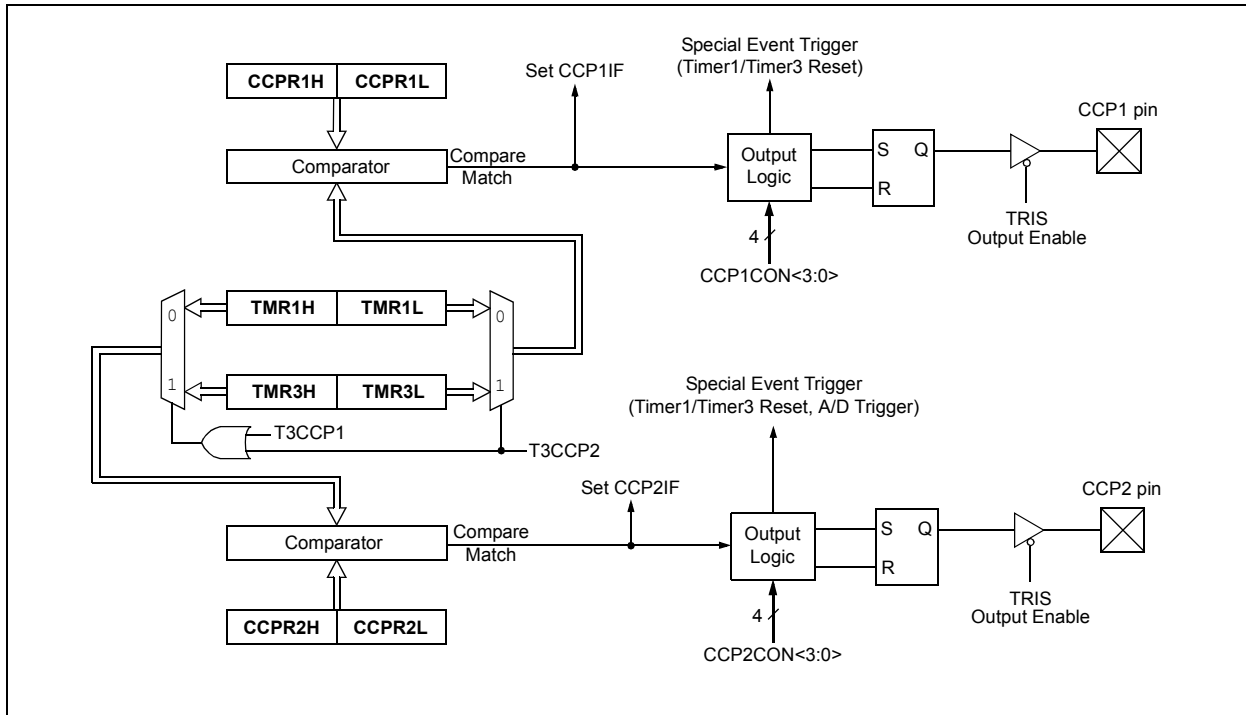 CCPR1H CCPR1L
Set CCP1IF
Special Event Trigger
(Timer1/Timer3 Reset)
CCP1 pin
Comparator
Compare
Match
Output
Logic
S Q
R
TRIS
Output Enable
4
CCP1CON<3:0>
0 TMR1H TMR1L 0
1 TMR3H TMR3L 1
T3CCP1
T3CCP2
Special Event Trigger
(Timer1/Timer3 Reset, A/D Trigger)
Set CCP2IF
CCP2 pin
Comparator
Compare
Match
Output
Logic
S Q
R
TRIS
Output Enable
4
CCPR2H CCPR2L
CCP2CON<3:0>